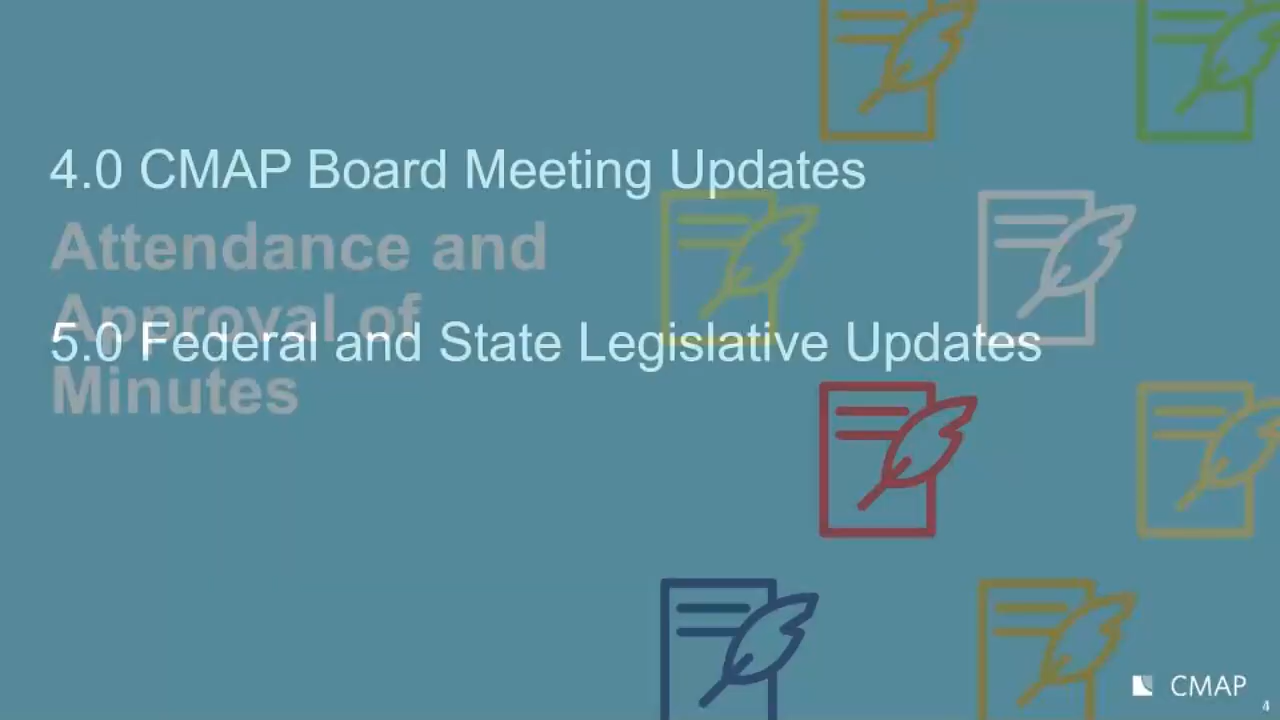 4.0 CMAP Board Meeting Updates
Attendance and
Approval of
5.0 Federal and State Legislative Updates
Minutes
CMAP
4